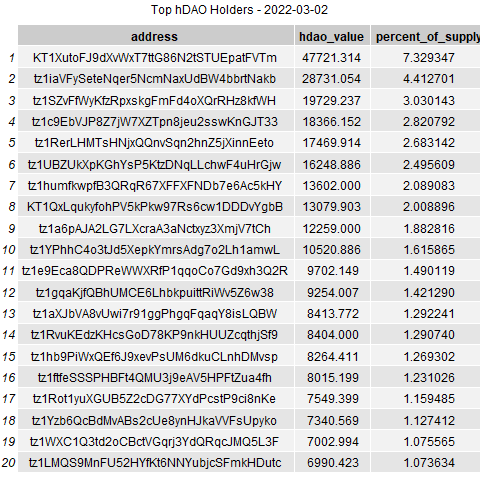 Top hDAO Holders - 2022-03-02
address hdao_value percent_of_supply
1 KT1XutoFJ9dXvWxT7ttG86N2tSTUEpatFVTm 47721.314 7.329347
2 tz1iaVFySeteNqer5NcmNaxUdBW4bbrtNakb 28731.054 4.412701
3 tz1SZvFfWyKfzRpxskgFmFd4oXQrRHz8kfWH 19729.237 3.030143
4 tz1c9EbVJP8Z7jW7XZTpn8jeu2sswKnGJT33 18366.152 2.820792
5 tz1RerLHMTsHNjxQQnvSqn2hnZ5jXinnEeto 17469.914 2.683142
6 tz1UBZUkXpKGhYsP5KtzDNqLLchwF4uHrGjw 16248.886 2.495609
7 tz1humfkwpfB3QRqR67XFFXFNDb7e6Ac5kHY 13602.000 2.089083
8 KT1QxLqukyfohPV5kPkw97Rs6cw1DDDvYgbB 13079.903 2.008896
9 tz1a6pAJA2LG7LXcraA3aNctxyz3XmjV7tCh 12259.000 1.882816
10 tz1YPhhC4o3tJd5XepkYmrsAdg7o2Lh1amwL 10520.886 1.615865
11 tz1e9Eca8QDPReWWXRfP1qqoCo7Gd9xh3Q2R 9702.149 1.490119
12 tz1gqaKjfQBhUMCE6LhbkpuittRiWv5Z6w38 9254.007 1.421290
13 tz1aXJbVA8vUwi7r91ggPhgqFqaqY8isLQBW 8413.772 1.292241
14 tz1RvuKEdzKHcsGoD78KP9nkHUUZcqthjSf9 8404.000 1.290740
15 tz1hb9PiWxQEf6J9xevPsUM6dkuCLnhDMvsp 8264.411 1.269302
16 tz1ftfeSSSPHBFt4QMU3j9eAV5HPFtZua4fh 8015.199 1.231026
17 tz1Rot1yuXGUB5Z2cDG77XYdPcstP9ci8nKe 7549.399 1.159485
18 tz1Yzb6QcBdMvABs2cUe8ynHJkaVVFsUpyko 7340.569 1.127412
19 tz1WXC1Q3td2oCBctVGqrj3YdQRqcJMQ5L3F 7002.994 1.075565
20 tz1LMQS9MnFU52HYfKt6NNYubjcSFmkHDutc 6990.423 1.073634